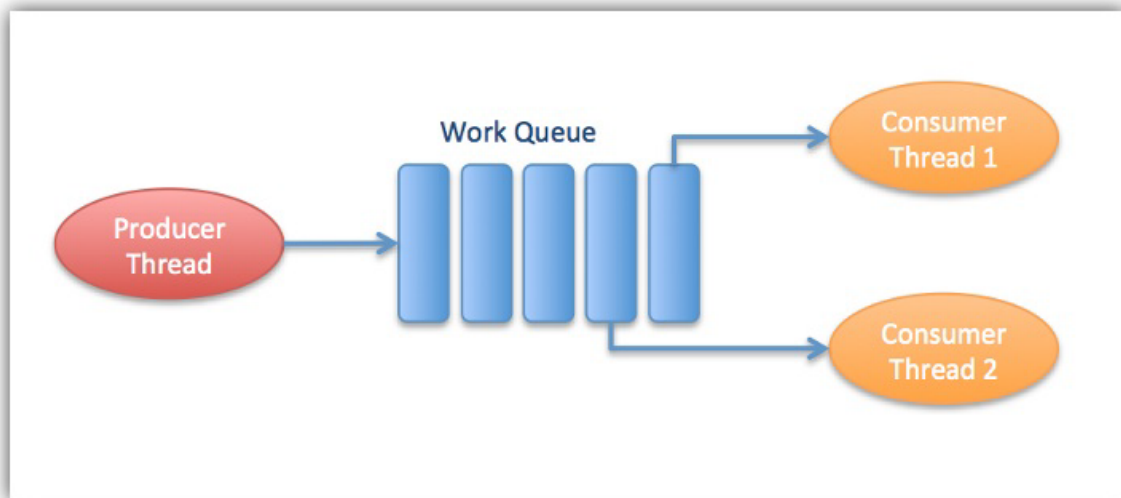 Work Queue
Producer
Thread
Consumer
Thread 1
Consumer
Thread 2